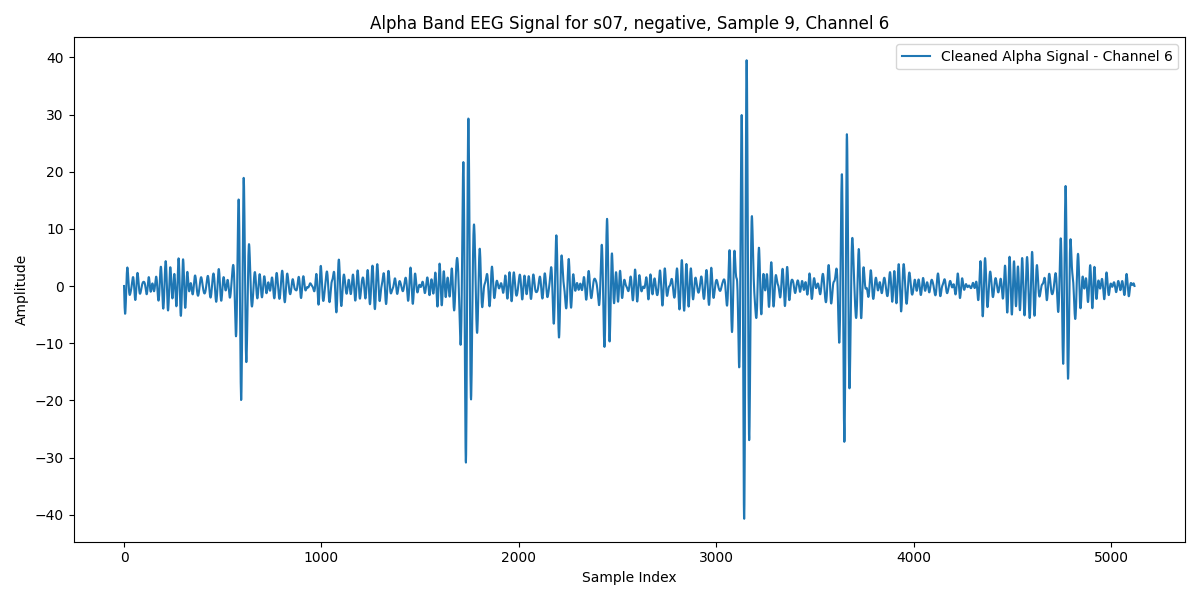 Alpha Band EEG Signal for s07, negative, Sample 9, Channel 6
Cleaned Alpha Signal - Channel 6
Amplitude
40
30
20
10
0
−10
−20
−30
−40
0 1000 2000 3000 4000 5000
Sample Index